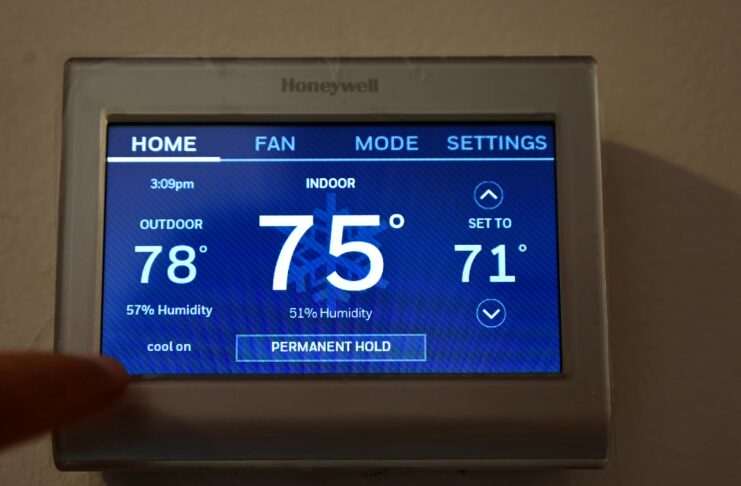 Honeywell
HOME FAN MODE SETTINGS
3:09pm INDOOR
OUTDOOR SET TO
78° 75° 71°
57% Humidity 51% Humidity
cool on PERMANENT HOLD